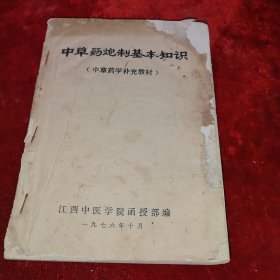 中草药炮制基本知识
（中草药学补充教材）
江西中医学院函授部编
一九七六年十月